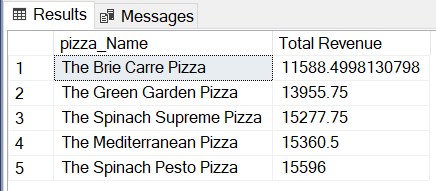 Results Messages
pizza_Name Total Revenue
1 The Brie Carre Pizza 11588.4998130798
2 The Green Garden Pizza 13955.75
3 The Spinach Supreme Pizza 15277.75
4 The Mediterranean Pizza 15360.5
5 The Spinach Pesto Pizza 15596